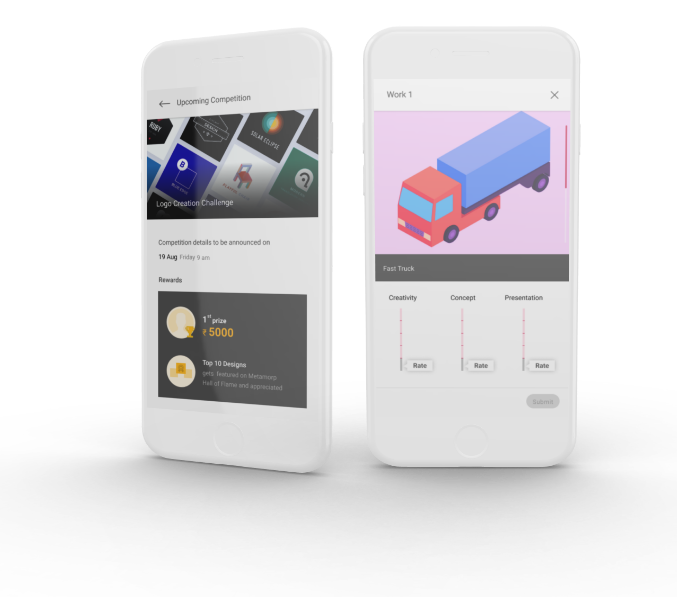 Upcoming Competition
RUBY
DESIGN
SOLAR ECLIPSE
B
Logo Creation Challenge
Competition details to be announced on
19 Aug Friday 9 am
Rewards
1st prize
₹ 5000
Top 10 Designs
gets featured on Metamorp
Hall of Fame and appreciated
Work 1
Fast Truck
Creativity Concept Presentation
Rate Rate Rate
Submit